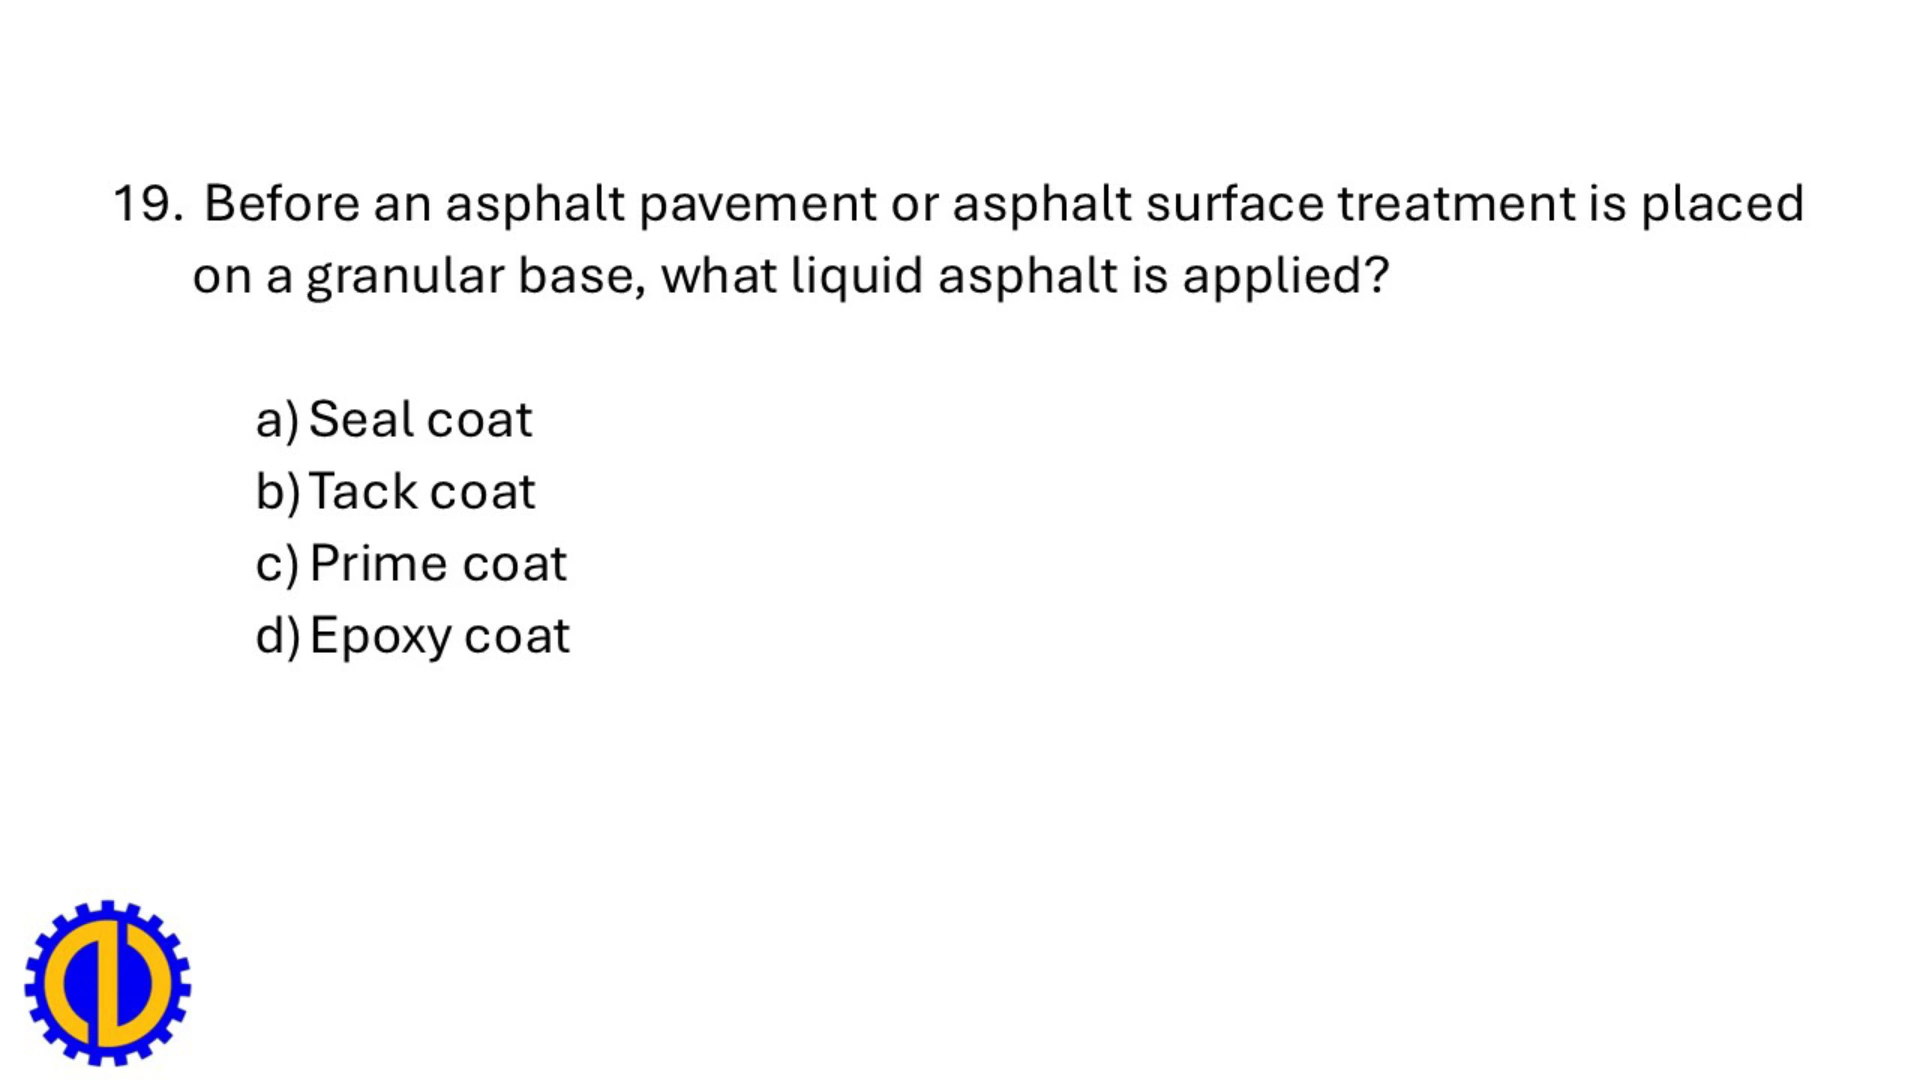 19. Before an asphalt pavement or asphalt surface treatment is placed
on a granular base, what liquid asphalt is applied?
a) Seal coat
b) Tack coat
c) Prime coat
d) Epoxy coat